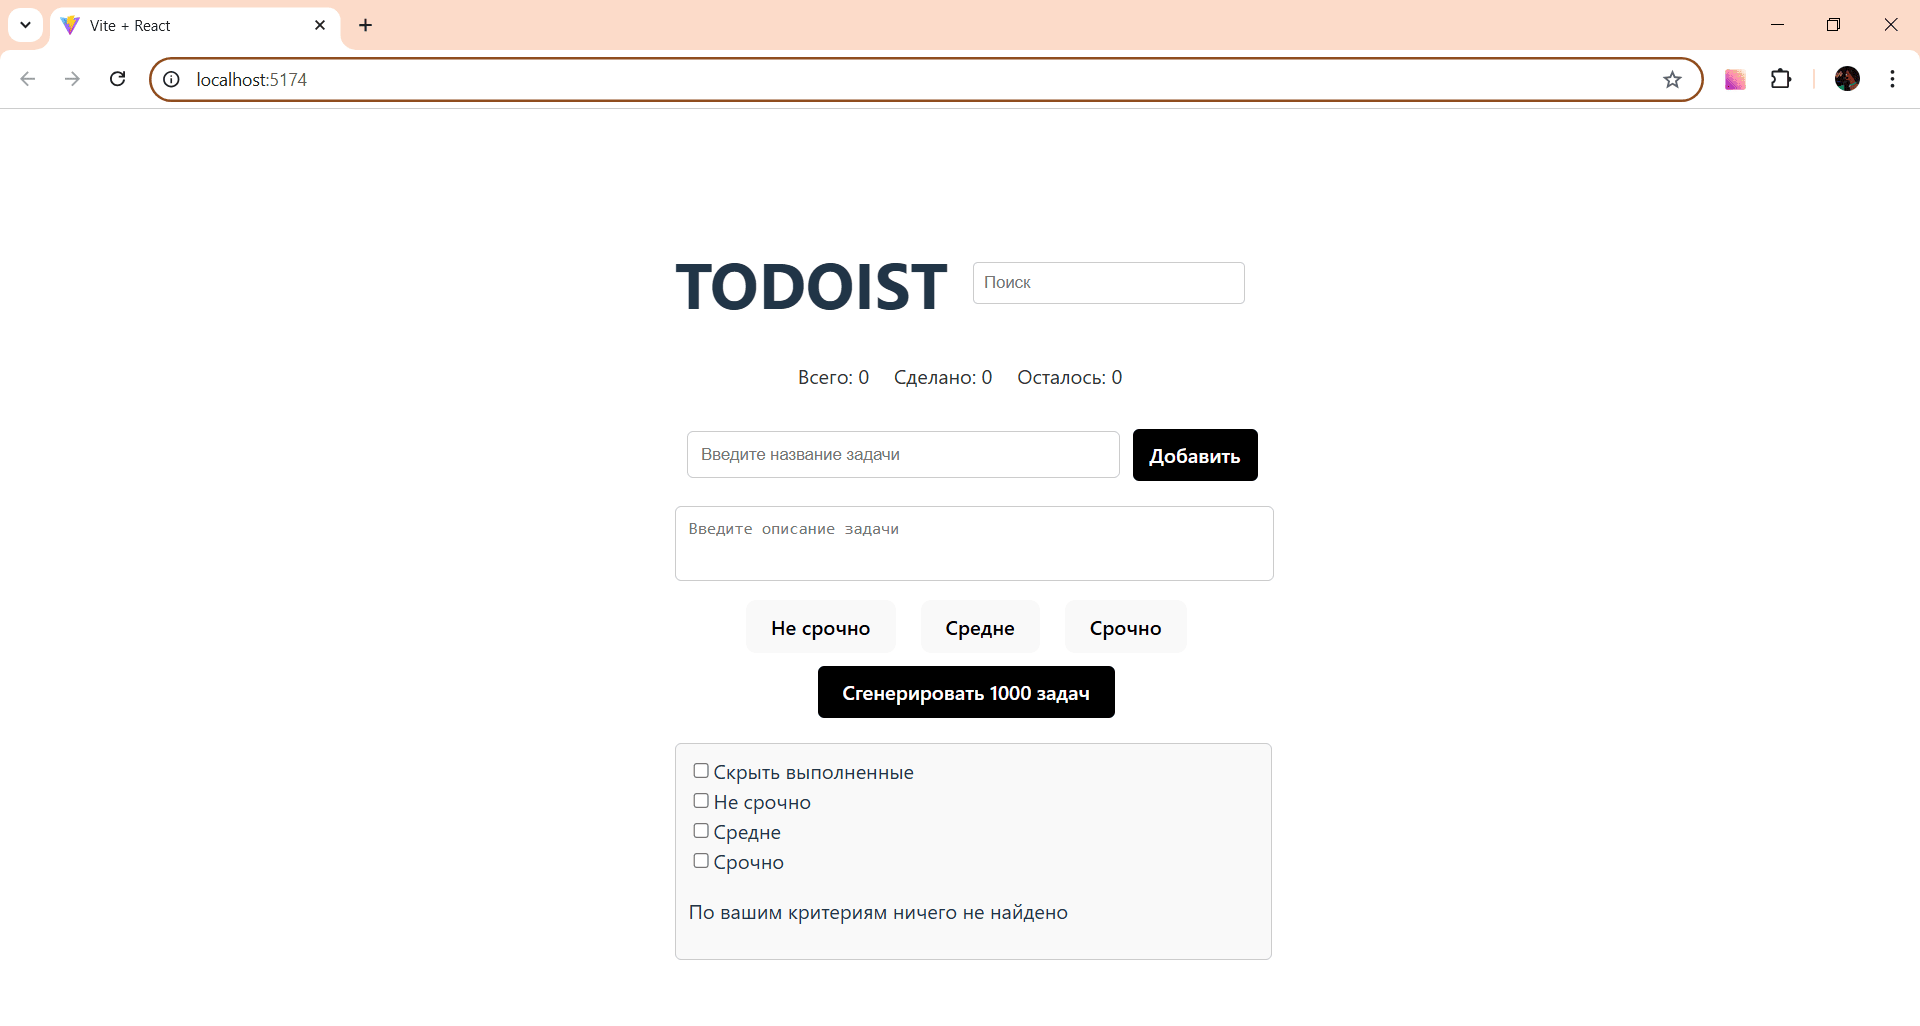 Vite + React
localhost:5174
TODOIST
Поиск
Всего: 0 Сделано: 0 Осталось: 0
Введите название задачи
Добавить
Введите описание задачи
Не срочно
Средне
Срочно
Сгенерировать 1000 задач
Скрыть выполненные
Не срочно
Средне
Срочно
По вашим критериям ничего не найдено